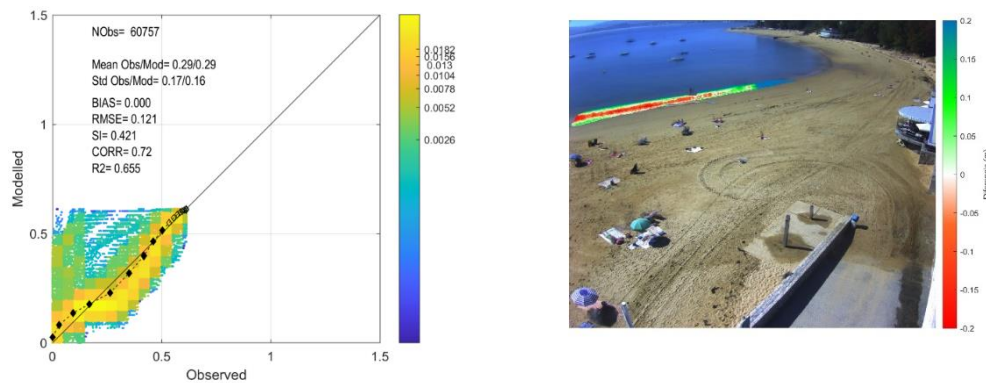 1.5
1
0.5
0
Modelled
0
0.5
1
1.5
Observed
NObs= 60757
Mean Obs/Mod= 0.29/0.29
Std Obs/Mod= 0.17/0.16
BIAS= 0.000
RMSE= 0.121
SI= 0.421
CORR= 0.72
R2= 0.655
0.0182
0.0156
0.013
0.0104
0.0078
0.0052
0.0026
0.2
0.15
0.1
0.05
0
-0.05
-0.1
-0.15
-0.2